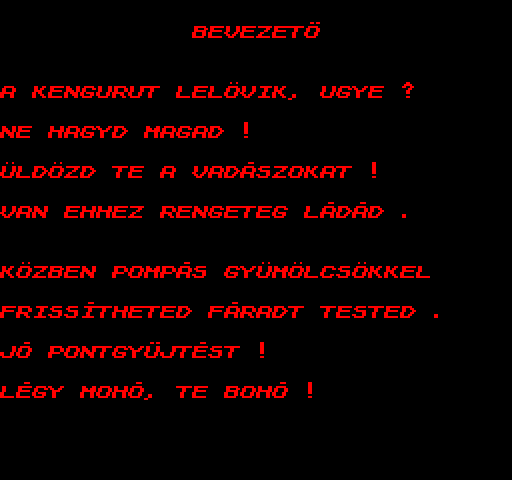 BEVEZETŐ
A KENGURUT LELÖVIK, UGYE ?
NE HAGYD MAGAD !
ÜLDÖZD TE A VADÁSZOKAT !
VAN EHHEZ RENGETEG LÁDÁD .
KÖZBEN POMPÁS GYÜMÖLCSÖKKEL
FRISSÍTHETED FÁRADT TESTED .
JÓ PONTGYŰJTÉST !
LÉGY MOHÓ, TE BOHÓ !